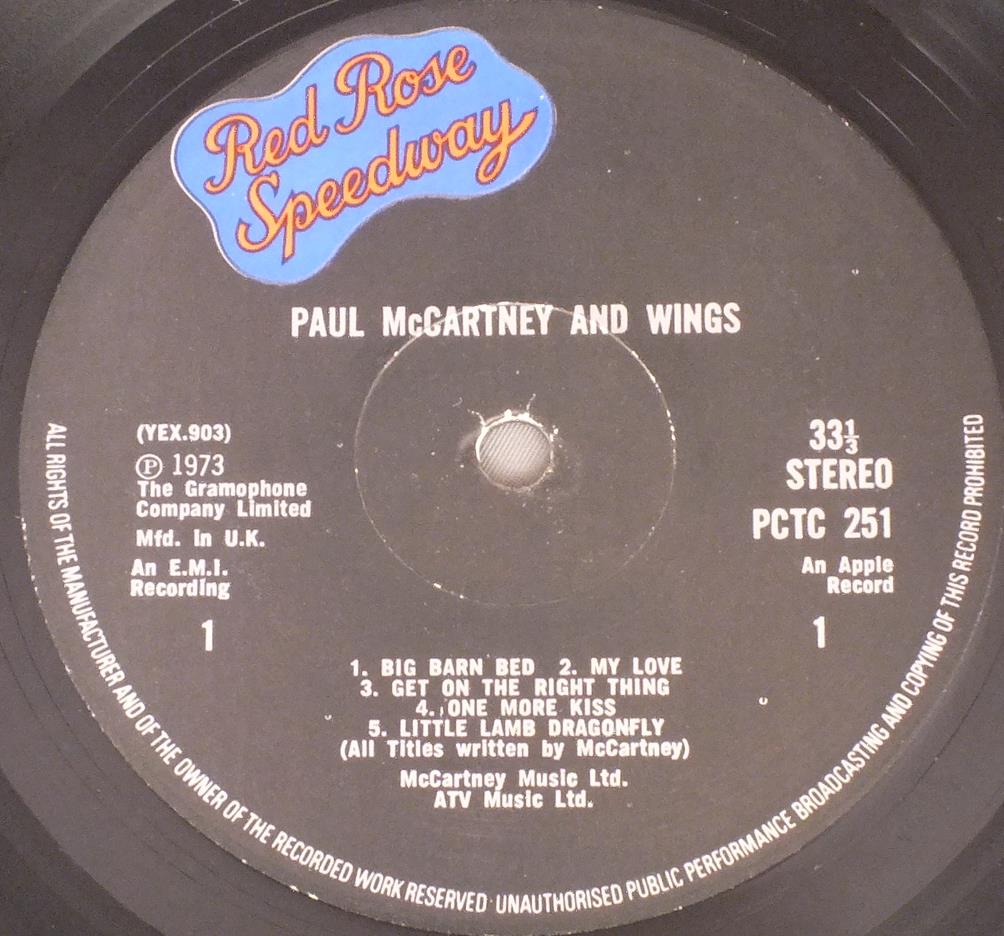 Red Rose
Speedway
PAUL McCARTNEY AND WINGS
(YEX.903)
Ⓟ 1973
The Gramophone
Company Limited
Mfd. In U.K.
An E.M.I.
Recording
1
33⅓
STEREO
PCTC 251
An Apple
Record
1
1. BIG BARN BED 2. MY LOVE
3. GET ON THE RIGHT THING
4. ONE MORE KISS
5. LITTLE LAMB DRAGONFLY
(All Titles written by McCartney)
McCartney Music Ltd.
ATV Music Ltd.
ALL RIGHTS OF THE MANUFACTURER AND OF THE OWNER OF THE RECORDED WORK RESERVED · UNAUTHORISED PUBLIC PERFORMANCE BROADCASTING AND COPYING OF THIS RECORD PROHIBITED